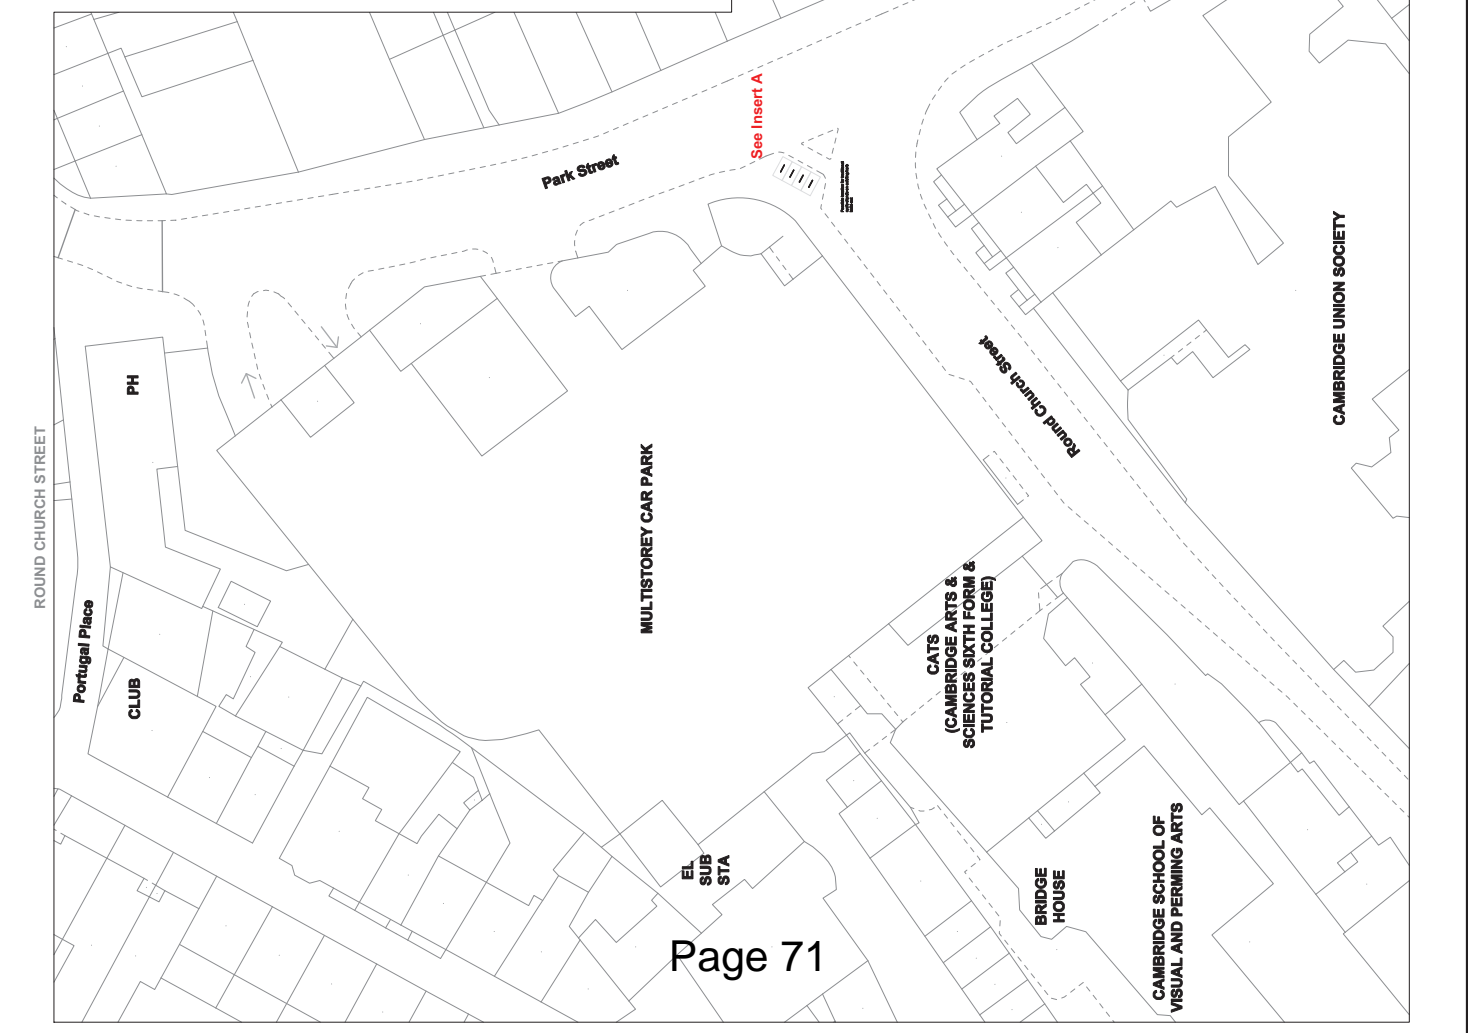 See Insert A
Park Street
Round Church Street
CAMBRIDGE UNION SOCIETY
PH
ROUND CHURCH STREET
MULTISTOREY CAR PARK
Portugal Place
CLUB
CATS
(CAMBRIDGE ARTS &
SCIENCES SIXTH FORM &
TUTORIAL COLLEGE)
EL
SUB
STA
BRIDGE
HOUSE
CAMBRIDGE SCHOOL OF
VISUAL AND PERMING ARTS
Page 71